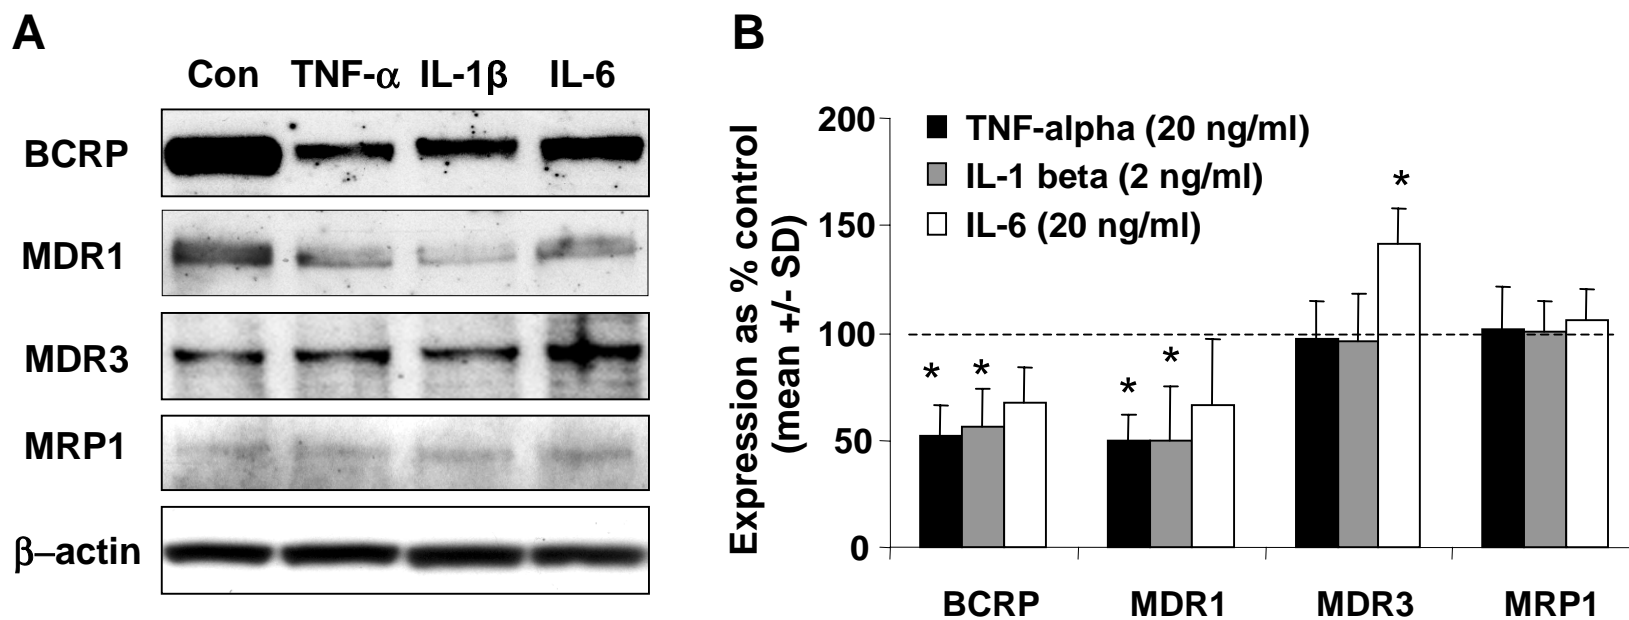 A
Con TNF-α IL-1β IL-6
BCRP
MDR1
MDR3
MRP1
β–actin
B
Expression as % control
(mean +/- SD)
200
150
100
50
0
TNF-alpha (20 ng/ml)
IL-1 beta (2 ng/ml)
IL-6 (20 ng/ml)
* * * * *
BCRP MDR1 MDR3 MRP1